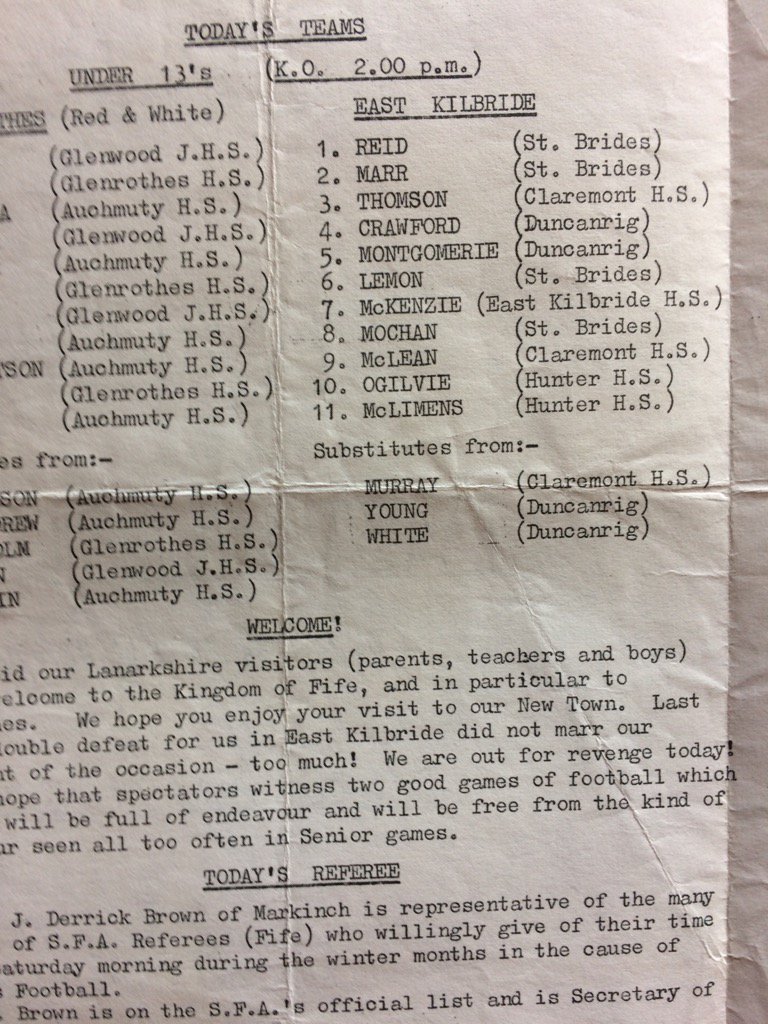 TODAY'S TEAMS
UNDER 13's (K.O. 2.00 p.m.)
THES (Red & White)
(Glenwood J.H.S.)
(Glenrothes H.S.)
A (Auchmuty H.S.)
(Glenwood J.H.S.)
(Auchmuty H.S.)
(Glenrothes H.S.)
(Glenwood J.H.S.)
(Auchmuty H.S.)
TSON (Auchmuty H.S.)
(Glenrothes H.S.)
(Auchmuty H.S.)
es from:-
SON (Auchmuty H.S.)
REW (Auchmuty H.S.)
OLM (Glenrothes H.S.)
N (Glenwood J.H.S.)
IN (Auchmuty H.S.)
EAST KILBRIDE
1. REID (St. Brides)
2. MARR (St. Brides)
3. THOMSON (Claremont H.S.)
4. CRAWFORD (Duncanrig)
5. MONTGOMERIE (Duncanrig)
6. LEMON (St. Brides)
7. McKENZIE (East Kilbride H.S.)
8. MOCHAN (St. Brides)
9. McLEAN (Claremont H.S.)
10. OGILVIE (Hunter H.S.)
11. McLIMENS (Hunter H.S.)
Substitutes from:-
MURRAY (Claremont H.S.)
YOUNG (Duncanrig)
WHITE (Duncanrig)
WELCOME!
id our Lanarkshire visitors (parents, teachers and boys)
elcome to the Kingdom of Fife, and in particular to
es. We hope you enjoy your visit to our New Town. Last
double defeat for us in East Kilbride did not marr our
t of the occasion - too much! We are out for revenge today!
hope that spectators witness two good games of football which
will be full of endeavour and will be free from the kind of
ur seen all too often in Senior games.
TODAY'S REFEREE
J. Derrick Brown of Markinch is representative of the many
of S.F.A. Referees (Fife) who willingly give of their time
aturday morning during the winter months in the cause of
s Football.
. Brown is on the S.F.A.'s official list and is Secretary of